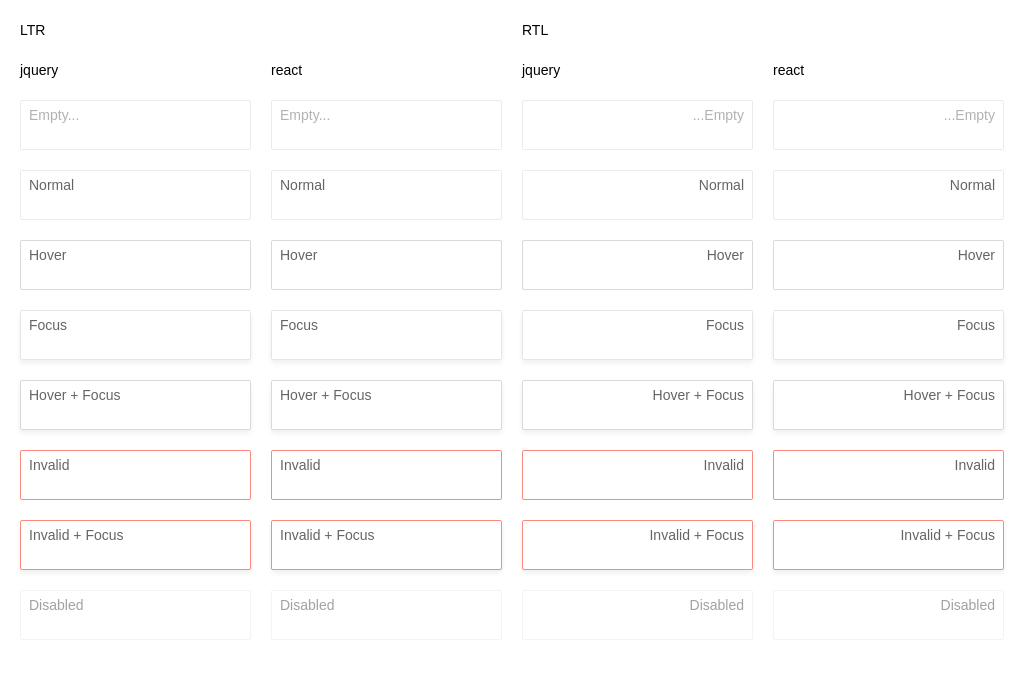 LTR RTL
jquery react jquery react
Empty... Empty... ...Empty ...Empty
Normal Normal Normal Normal
Hover Hover Hover Hover
Focus Focus Focus Focus
Hover + Focus Hover + Focus Hover + Focus Hover + Focus
Invalid Invalid Invalid Invalid
Invalid + Focus Invalid + Focus Invalid + Focus Invalid + Focus
Disabled Disabled Disabled Disabled